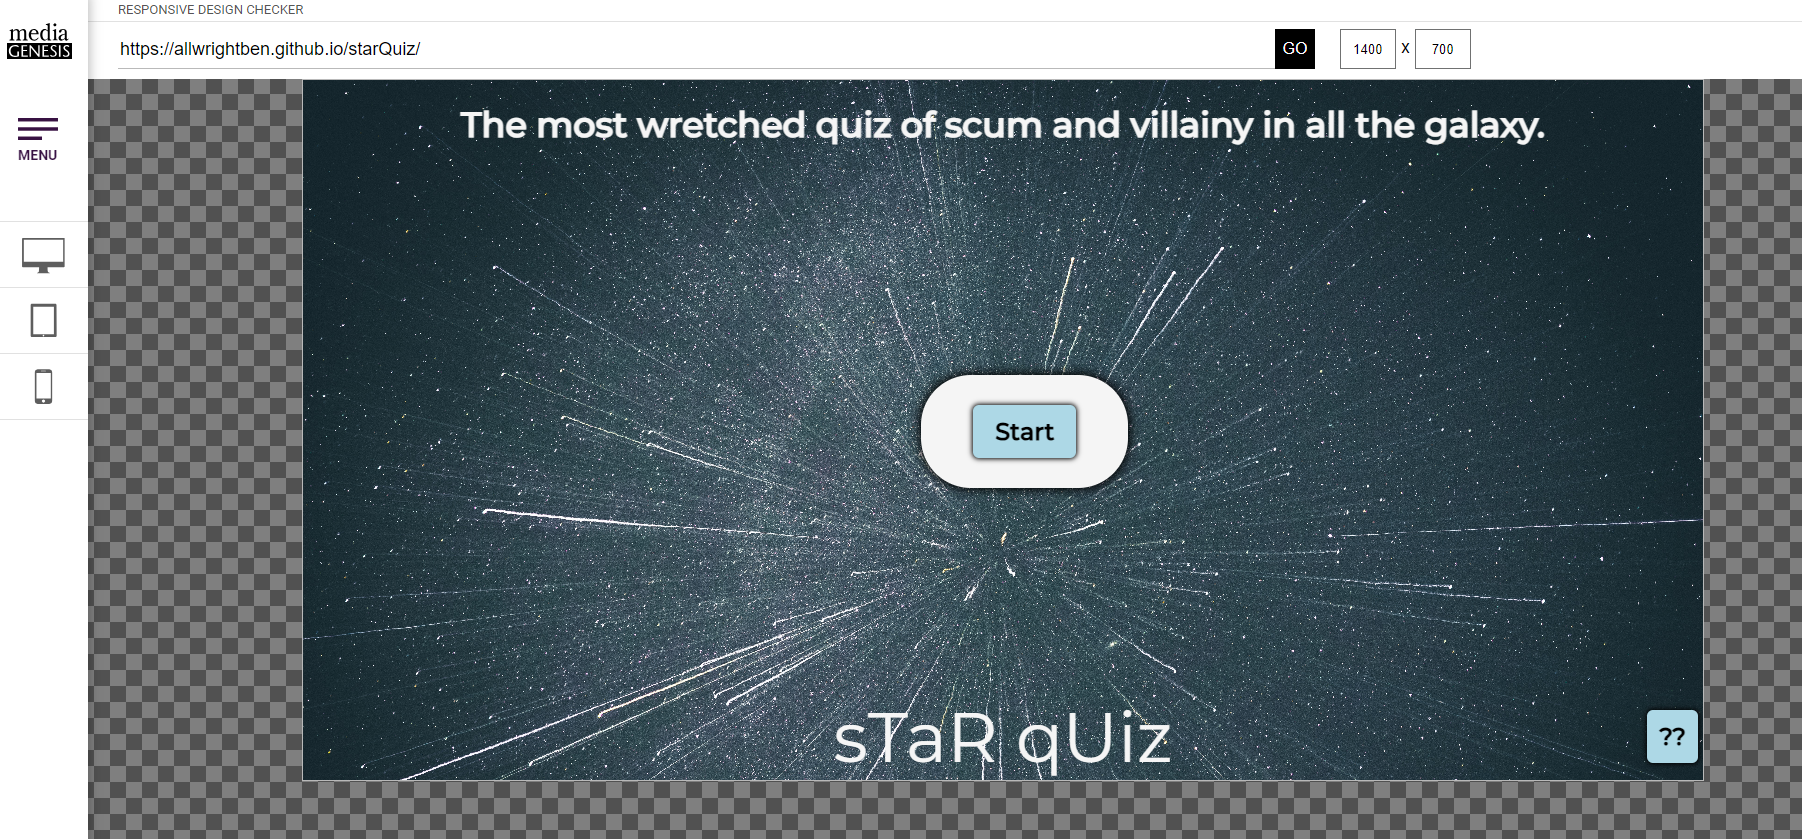 RESPONSIVE DESIGN CHECKER
media
GENESIS
https://allwrightben.github.io/starQuiz/
GO
1400 x 700
MENU
The most wretched quiz of scum and villainy in all the galaxy.
Start
sTaR qUiz
??